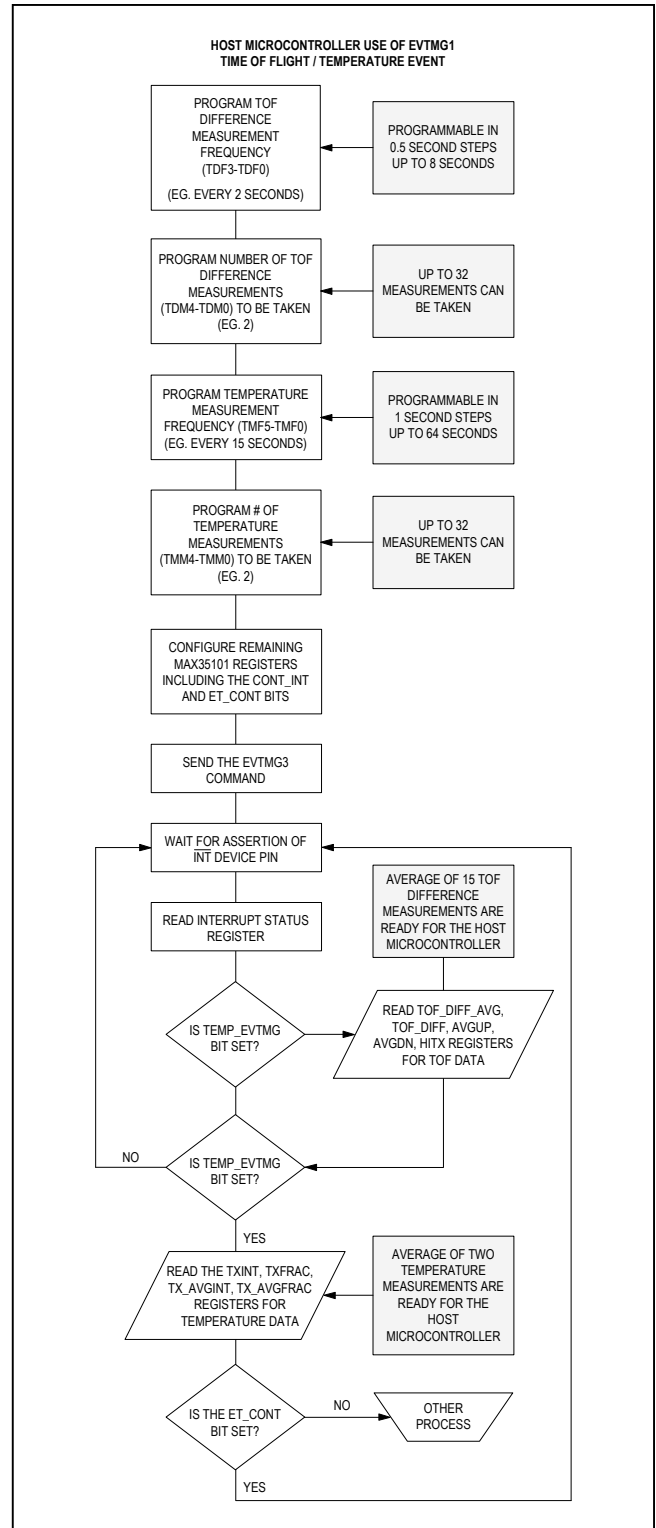 HOST MICROCONTROLLER USE OF EVTMG1
TIME OF FLIGHT / TEMPERATURE EVENT
PROGRAM TOF
DIFFERENCE
MEASUREMENT
FREQUENCY
(TDF3-TDF0)
(EG. EVERY 2 SECONDS)
PROGRAMMABLE IN
0.5 SECOND STEPS
UP TO 8 SECONDS
PROGRAM NUMBER OF TOF
DIFFERENCE
MEASUREMENTS
(TDM4-TDM0) TO BE TAKEN
(EG. 2)
UP TO 32
MEASUREMENTS CAN
BE TAKEN
PROGRAM TEMPERATURE
MEASUREMENT
FREQUENCY (TMF5-TMF0)
(EG. EVERY 15 SECONDS)
PROGRAMMABLE IN
1 SECOND STEPS
UP TO 64 SECONDS
PROGRAM # OF
TEMPERATURE
MEASUREMENTS
(TMM4-TMM0) TO BE TAKEN
(EG. 2)
UP TO 32
MEASUREMENTS CAN
BE TAKEN
CONFIGURE REMAINING
MAX35101 REGISTERS
INCLUDING THE CONT_INT
AND ET_CONT BITS
SEND THE EVTMG3
COMMAND
WAIT FOR ASSERTION OF
INT DEVICE PIN
READ INTERRUPT STATUS
REGISTER
AVERAGE OF 15 TOF
DIFFERENCE
MEASUREMENTS ARE
READY FOR THE HOST
MICROCONTROLLER
IS TEMP_EVTMG
BIT SET?
READ TOF_DIFF_AVG,
TOF_DIFF, AVGUP,
AVGDN, HITX REGISTERS
FOR TOF DATA
NO
IS TEMP_EVTMG
BIT SET?
YES
READ THE TXINT, TXFRAC,
TX_AVGINT, TX_AVGFRAC
REGISTERS FOR
TEMPERATURE DATA
AVERAGE OF TWO
TEMPERATURE
MEASUREMENTS ARE
READY FOR THE
HOST
MICROCONTROLLER
IS THE ET_CONT
BIT SET?
NO
OTHER
PROCESS
YES